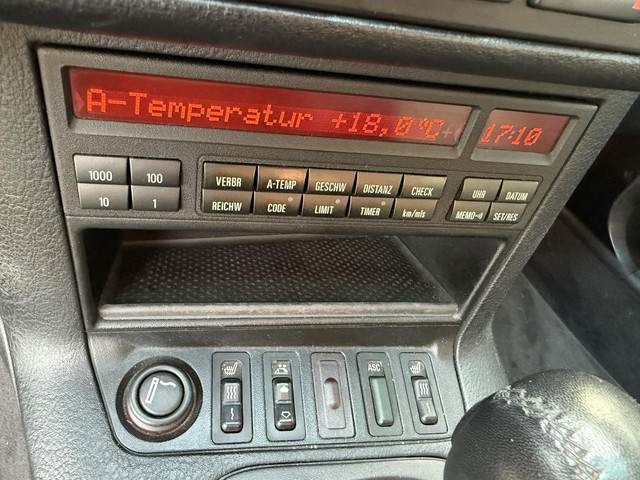 A-Temperatur +18,0°C+
17:10
1000 100
10 1
VERBR A-TEMP GESCHW DISTANZ CHECK
REICHW CODE LIMIT TIMER km/mls
UHR DATUM
MEMO SET/RES
ASC